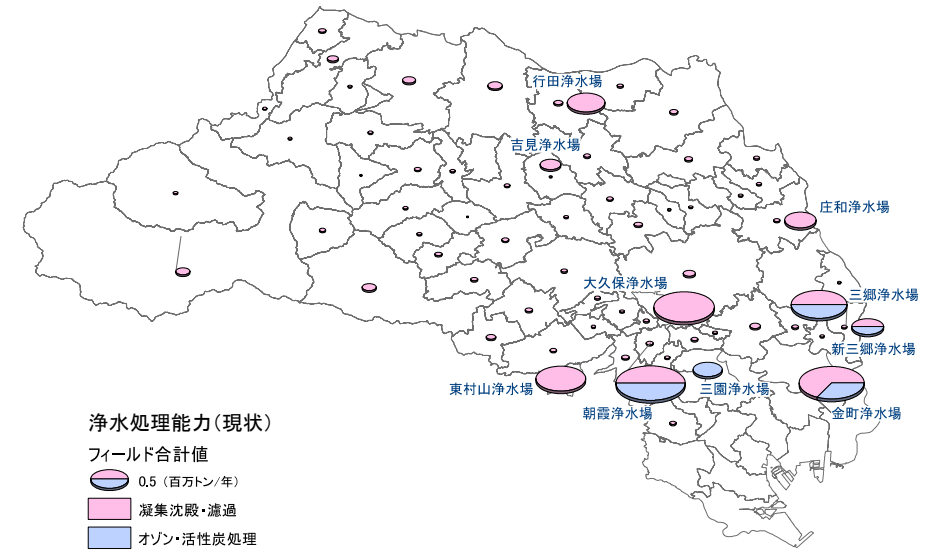 行田浄水場
吉見浄水場
庄和浄水場
大久保浄水場
三郷浄水場
新三郷浄水場
東村山浄水場
三園浄水場
朝霞浄水場
金町浄水場
浄水処理能力(現状)
フィールド合計値
0.5 (百万トン/年)
凝集沈殿・濾過
オゾン・活性炭処理